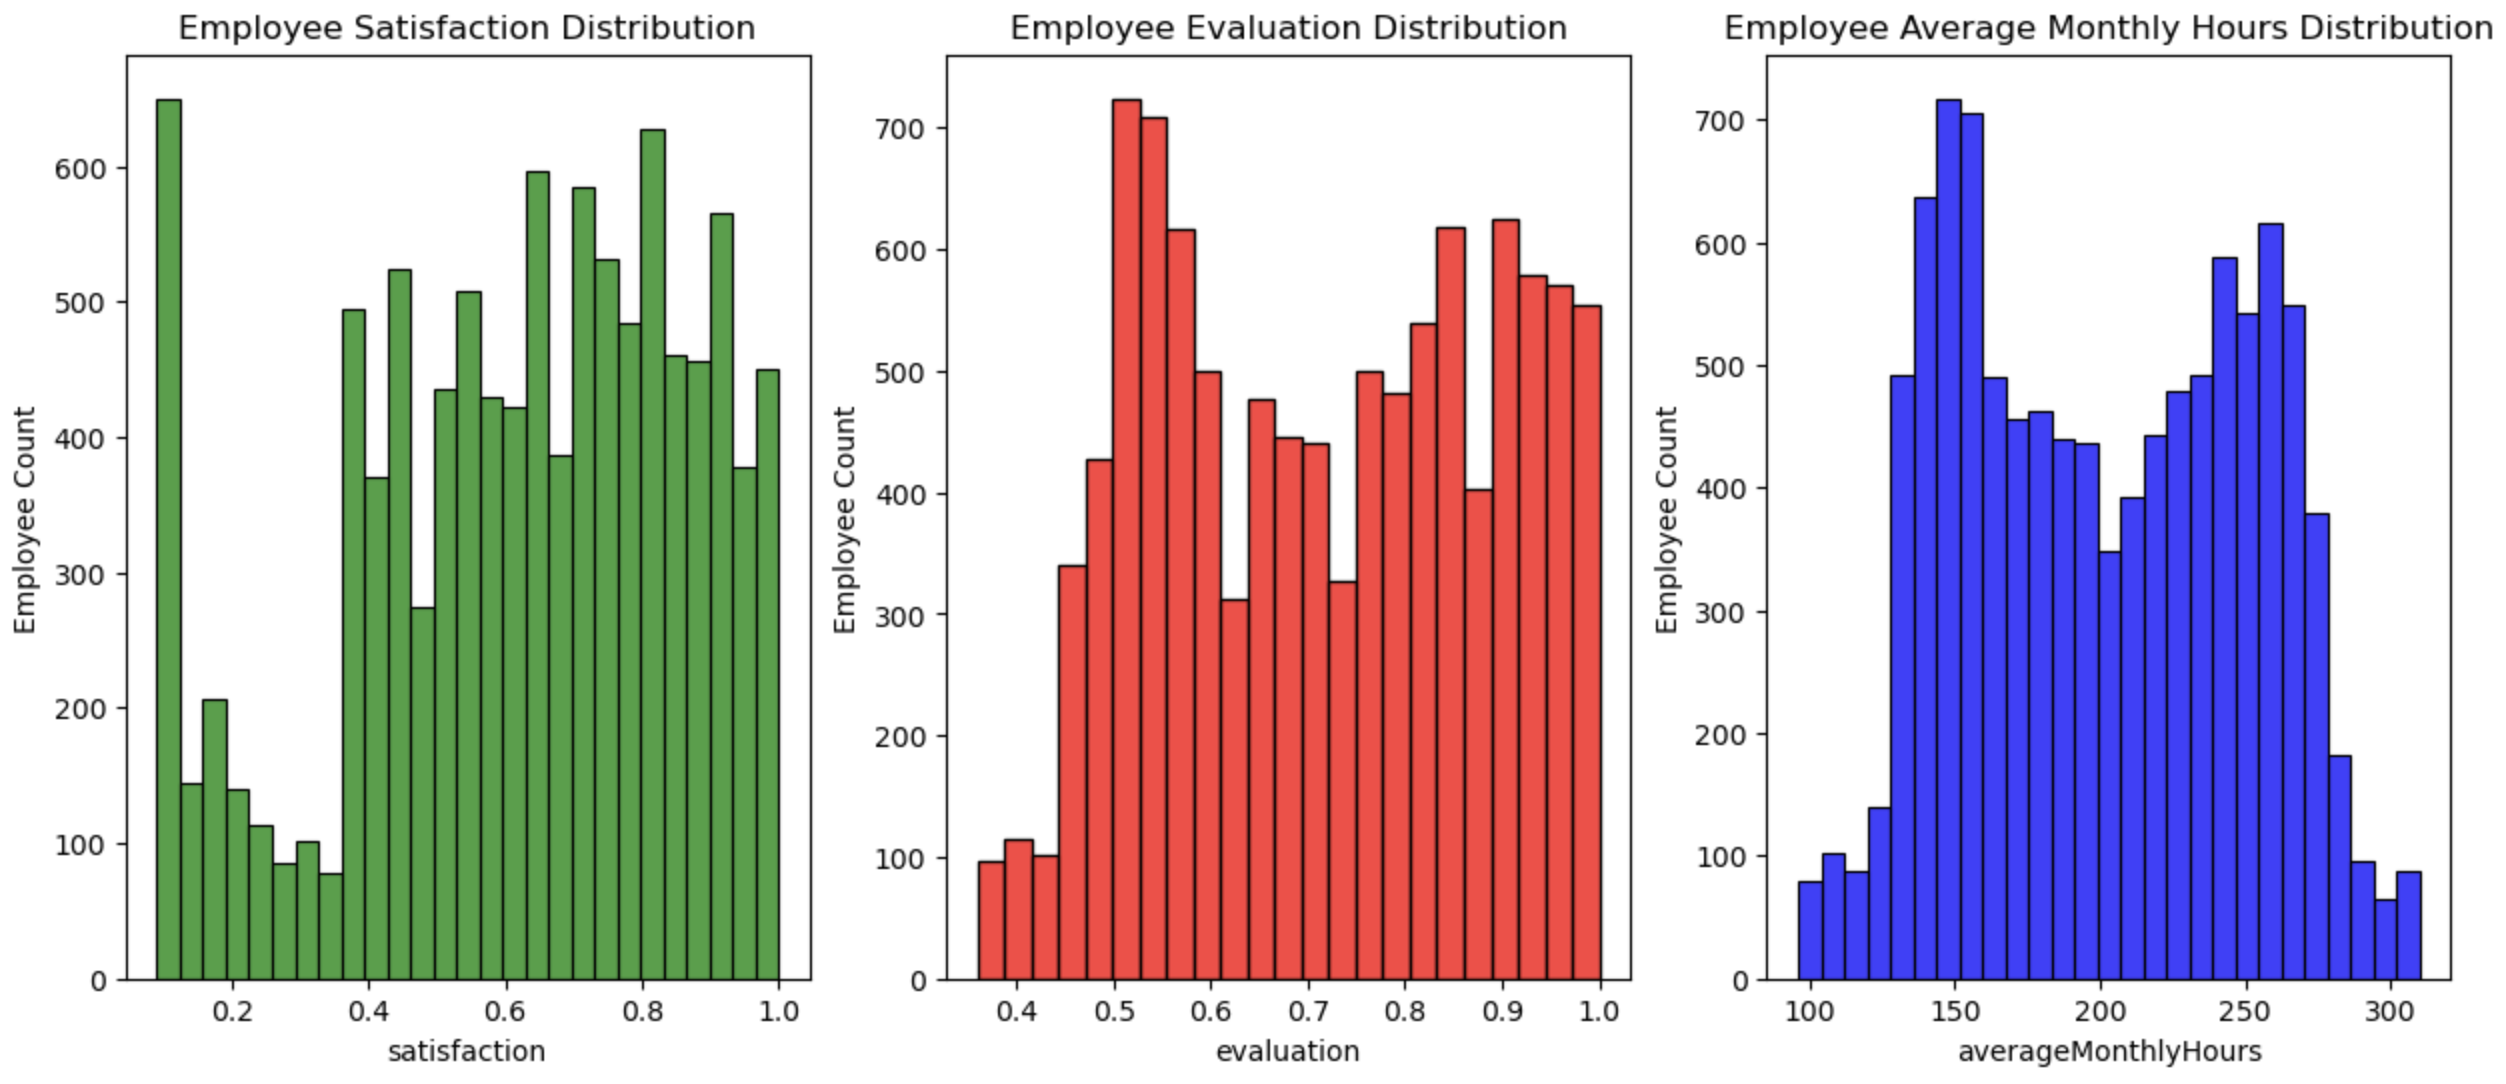 Employee Satisfaction Distribution
Employee Count
600
500
400
300
200
100
0
0.2 0.4 0.6 0.8 1.0
satisfaction
Employee Evaluation Distribution
Employee Count
700
600
500
400
300
200
100
0
0.4 0.5 0.6 0.7 0.8 0.9 1.0
evaluation
Employee Average Monthly Hours Distribution
Employee Count
700
600
500
400
300
200
100
0
100 150 200 250 300
averageMonthlyHours